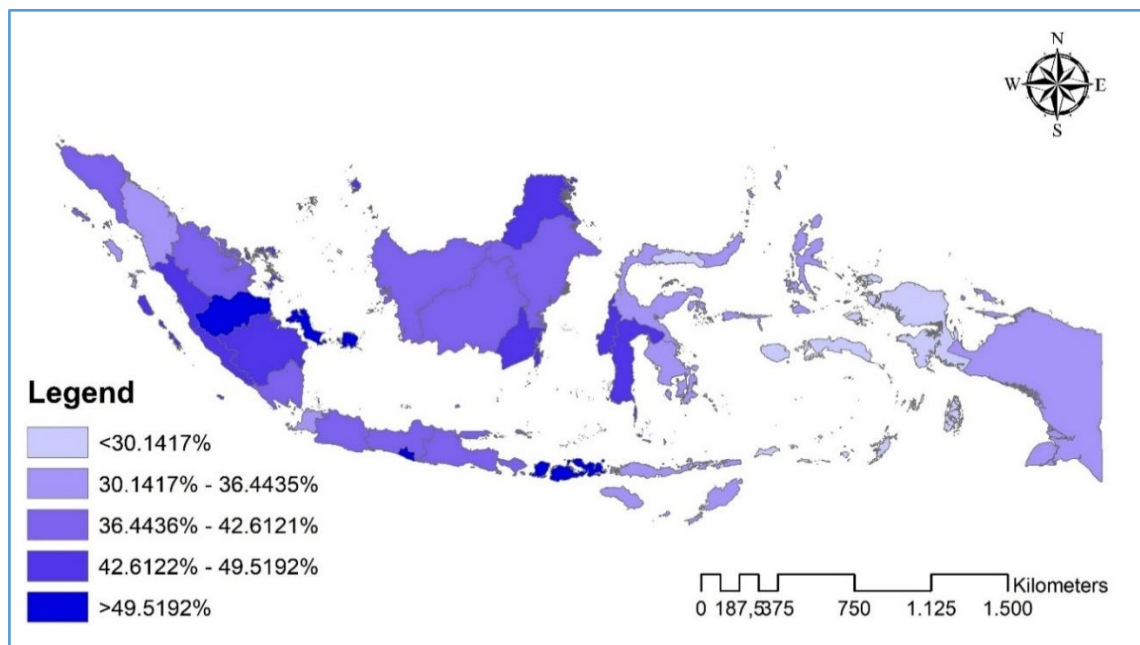 N
W E
S
Legend
<30.1417%
30.1417% - 36.4435%
36.4436% - 42.6121%
42.6122% - 49.5192%
>49.5192%
Kilometers
0 187,5375 750 1.125 1.500